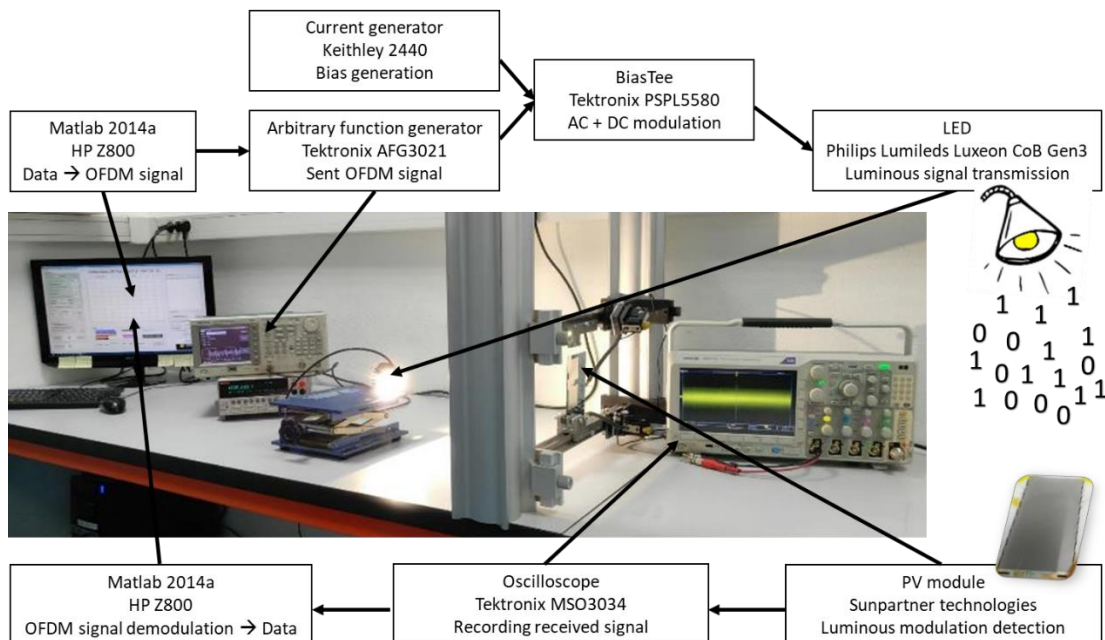 Current generator
Keithley 2440
Bias generation
BiasTee
Tektronix PSPL5580
AC + DC modulation
Matlab 2014a
HP Z800
Data → OFDM signal
Arbitrary function generator
Tektronix AFG3021
Sent OFDM signal
LED
Philips Lumileds Luxeon CoB Gen3
Luminous signal transmission
1
1 1
0 0 1 1
1 0 1 1 0
1 0 0 0 1 1
0
Matlab 2014a
HP Z800
OFDM signal demodulation → Data
Oscilloscope
Tektronix MSO3034
Recording received signal
PV module
Sunpartner technologies
Luminous modulation detection